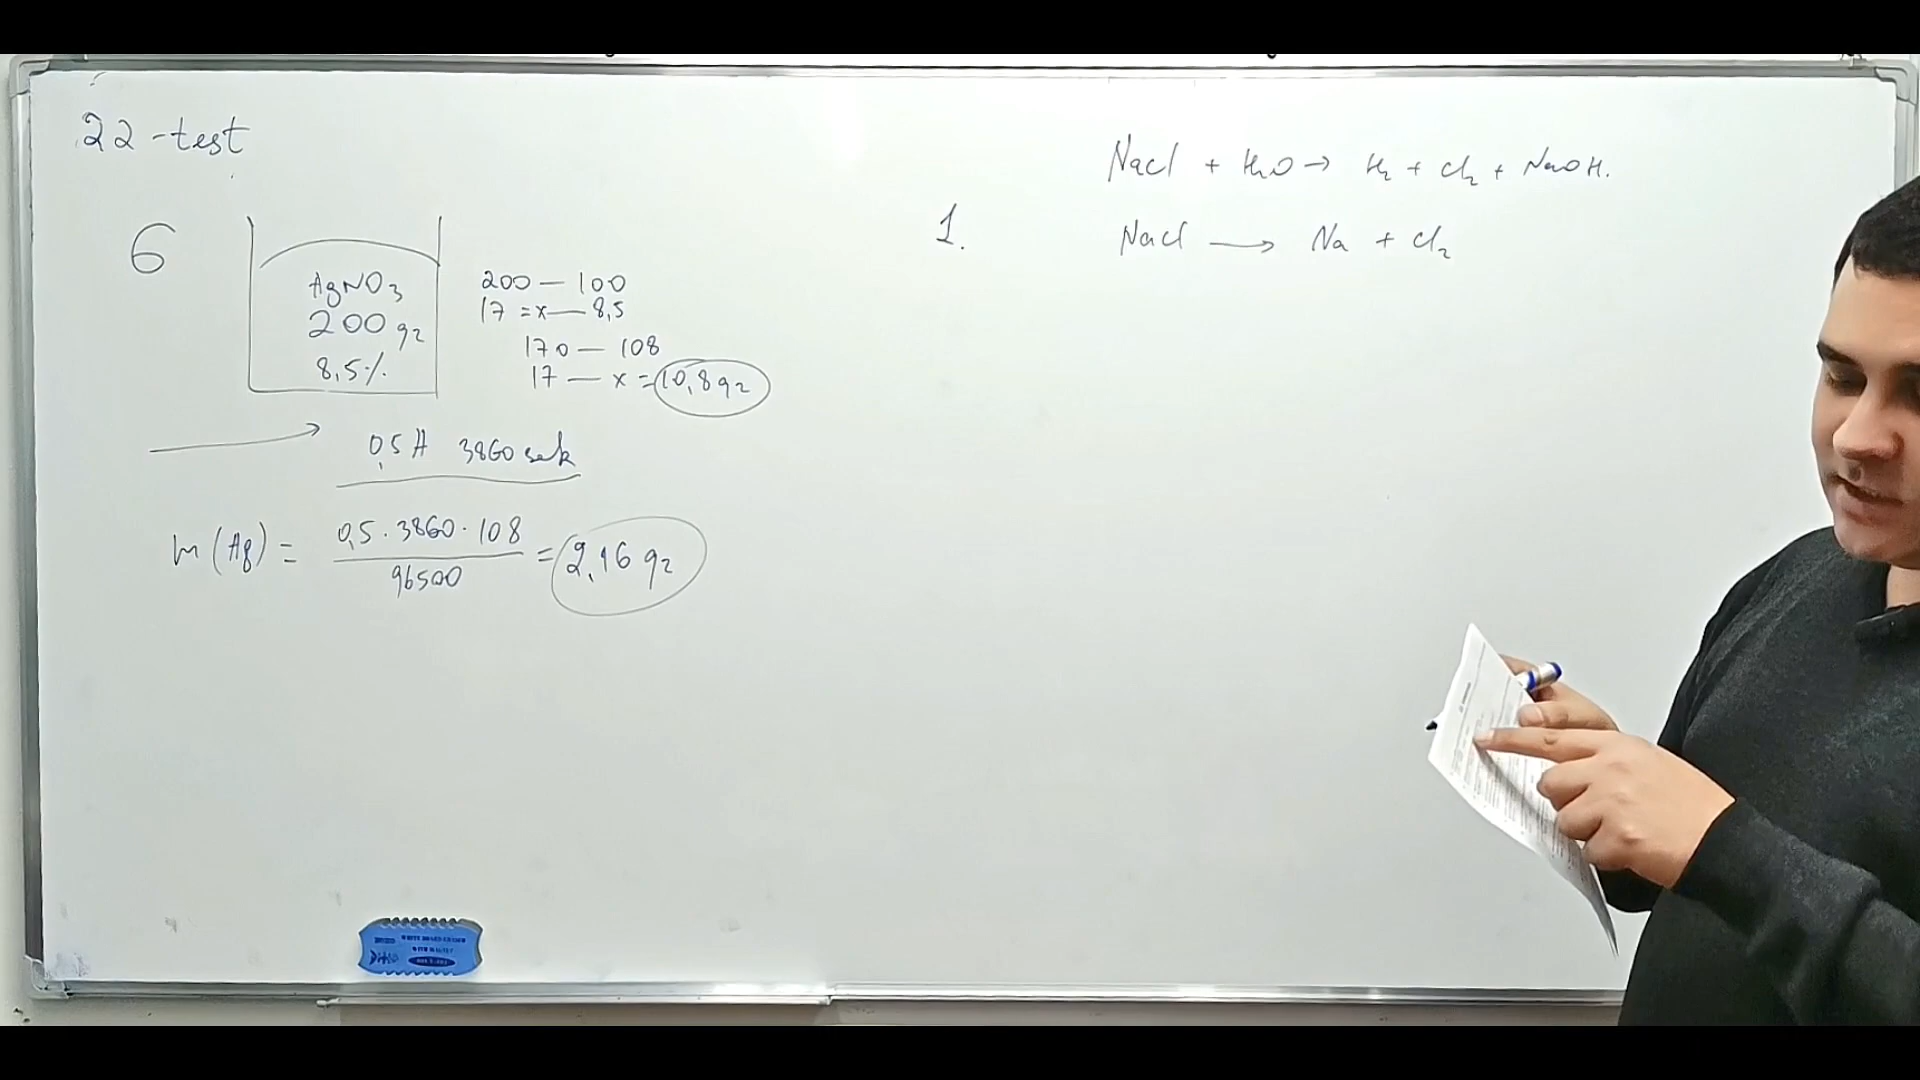 22-test
6
AgNO₃
200 gr
8,5%
200 — 100
17 = x — 8,5
170 — 108
17 — x = 10,8 gr
0,5 A 3860 sek
m(Ag) = 0,5 · 3860 · 108 / 96500 = 2,16 gr
NaCl + H₂O → H₂ + Cl₂ + NaOH.
1.
NaCl → Na + Cl₂